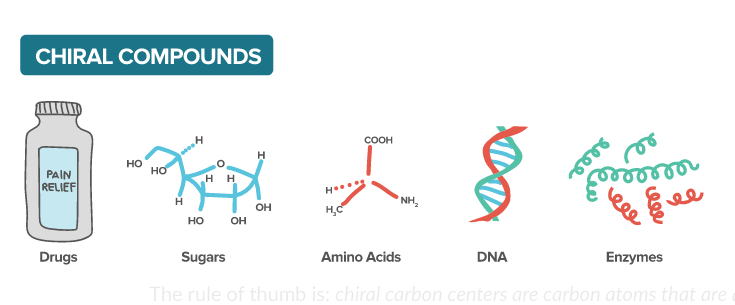 CHIRAL COMPOUNDS
PAIN
RELIEF
H
HO
HO
O
H
H
H
H
HO
OH
OH
COOH
H
H₃C
NH₂
Drugs
Sugars
Amino Acids
DNA
Enzymes
The rule of thumb is: chiral carbon centers are carbon atoms that are